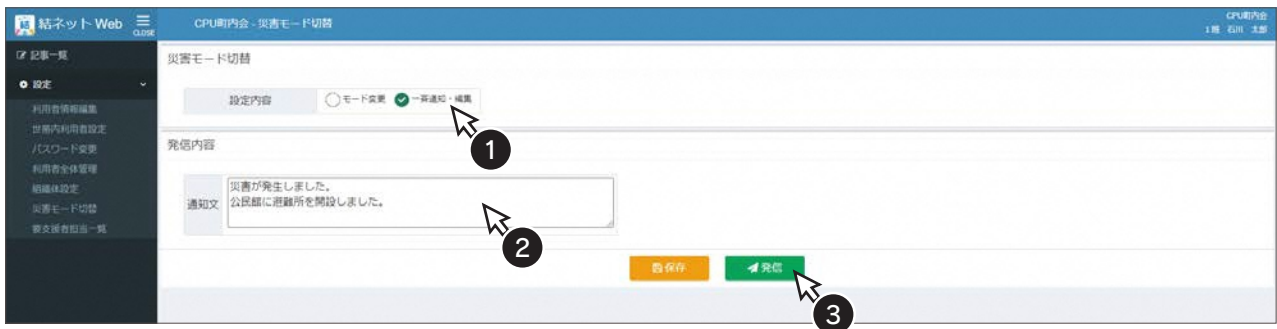 結ネット Web
CLOSE
CPU町内会 - 災害モード切替
CPU町内会
1班 石川 太郎
記事一覧
設定
利用者情報編集
世帯内利用者設定
パスワード変更
利用者全体管理
組織体設定
災害モード切替
要支援者担当一覧
災害モード切替
設定内容
モード変更 一斉通知・編集
1
発信内容
通知文
災害が発生しました。
公民館に避難所を開設しました。
2
保存
発信
3